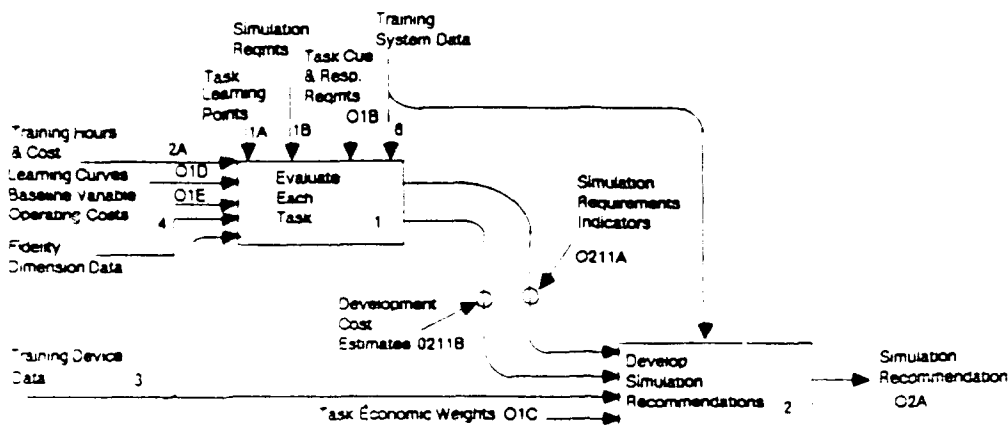 Training
System Data
Simulation
Reqmts
Task Cue
& Resp.
Reqmts
Task
Learning
Points
O1B
1A
1B
6
Training Hours
& Cost
2A
Learning Curves
O1D
Baseline Variable
O1E
Operating Costs
4
Fidelity
Dimension Data
Evaluate
Each
Task
1
Simulation
Requirements
Indicators
O211A
Development
Cost
Estimates 0211B
Training Device
Data
3
Task Economic Weights O1C
Develop
Simulation
Recommendations
2
Simulation
Recommendation
O2A